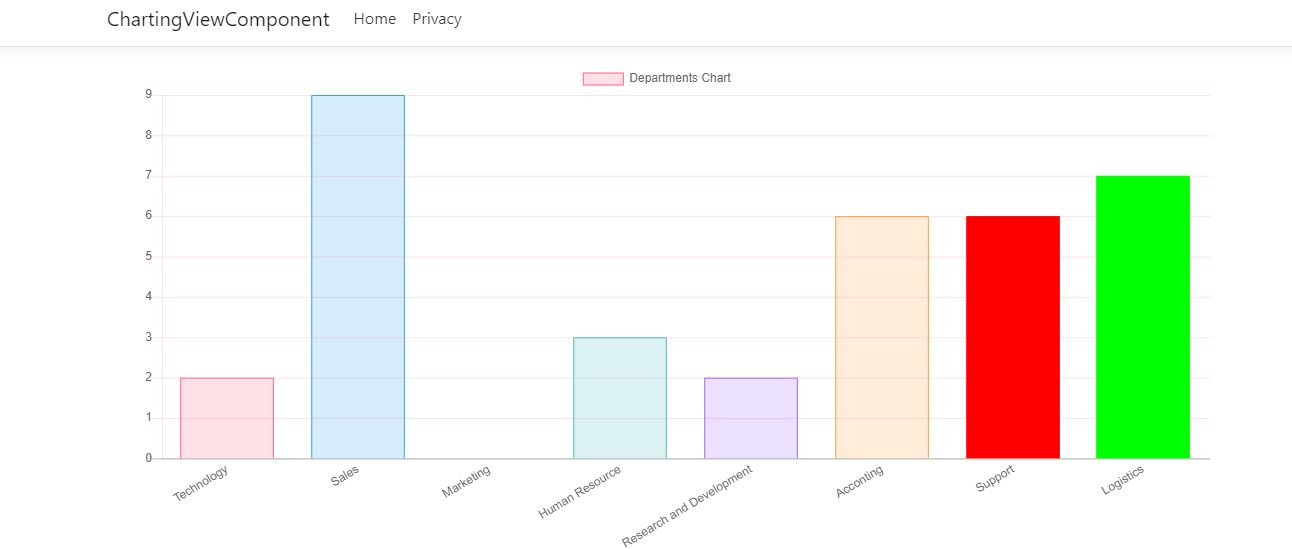 ChartingViewComponent Home Privacy
Departments Chart
9
8
7
6
5
4
3
2
1
0
Technology
Sales
Marketing
Human Resource
Research and Development
Acconting
Support
Logistics